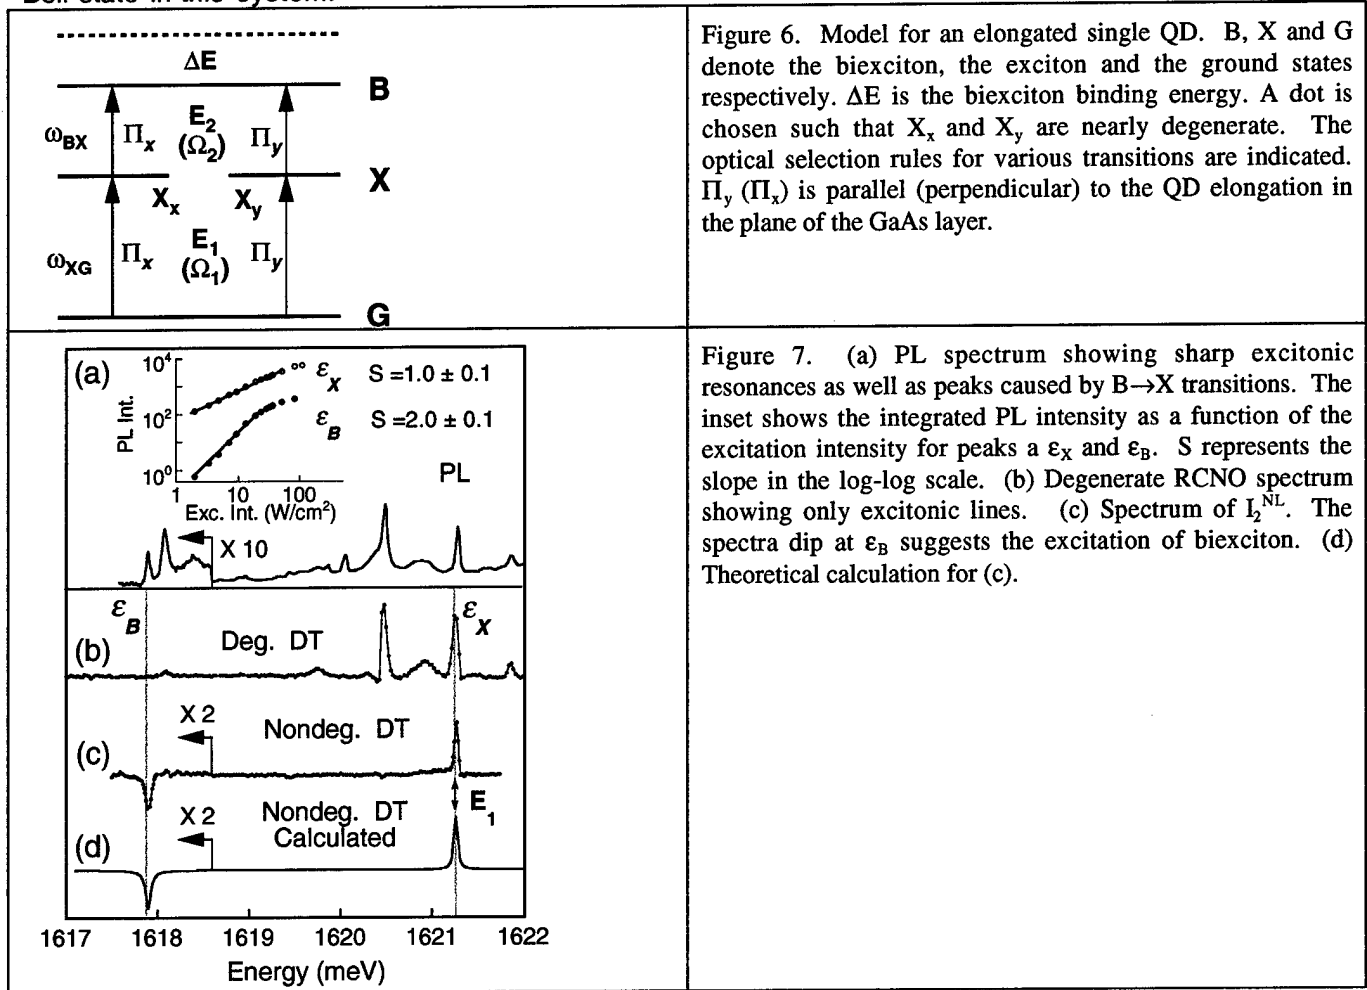 ΔE
B
ω_BX Π_x E_2 (Ω_2) Π_y
X
X_x X_y
ω_XG Π_x E_1 (Ω_1) Π_y
G
Figure 6. Model for an elongated single QD. B, X and G
denote the biexciton, the exciton and the ground states
respectively. ΔE is the biexciton binding energy. A dot is
chosen such that X_x and X_y are nearly degenerate. The
optical selection rules for various transitions are indicated.
Π_y (Π_x) is parallel (perpendicular) to the QD elongation in
the plane of the GaAs layer.
(a)
PL Int.
10^4
10^2
10^0
ε_X S =1.0 ± 0.1
ε_B S =2.0 ± 0.1
1 10 100
Exc. Int. (W/cm²)
PL
X 10
ε_B ε_X
(b) Deg. DT
X 2 Nondeg. DT
(c)
E_1
X 2 Nondeg. DT
Calculated
(d)
1617 1618 1619 1620 1621 1622
Energy (meV)
Figure 7. (a) PL spectrum showing sharp excitonic
resonances as well as peaks caused by B→X transitions. The
inset shows the integrated PL intensity as a function of the
excitation intensity for peaks a ε_X and ε_B. S represents the
slope in the log-log scale. (b) Degenerate RCNO spectrum
showing only excitonic lines. (c) Spectrum of I_2^NL. The
spectra dip at ε_B suggests the excitation of biexciton. (d)
Theoretical calculation for (c).